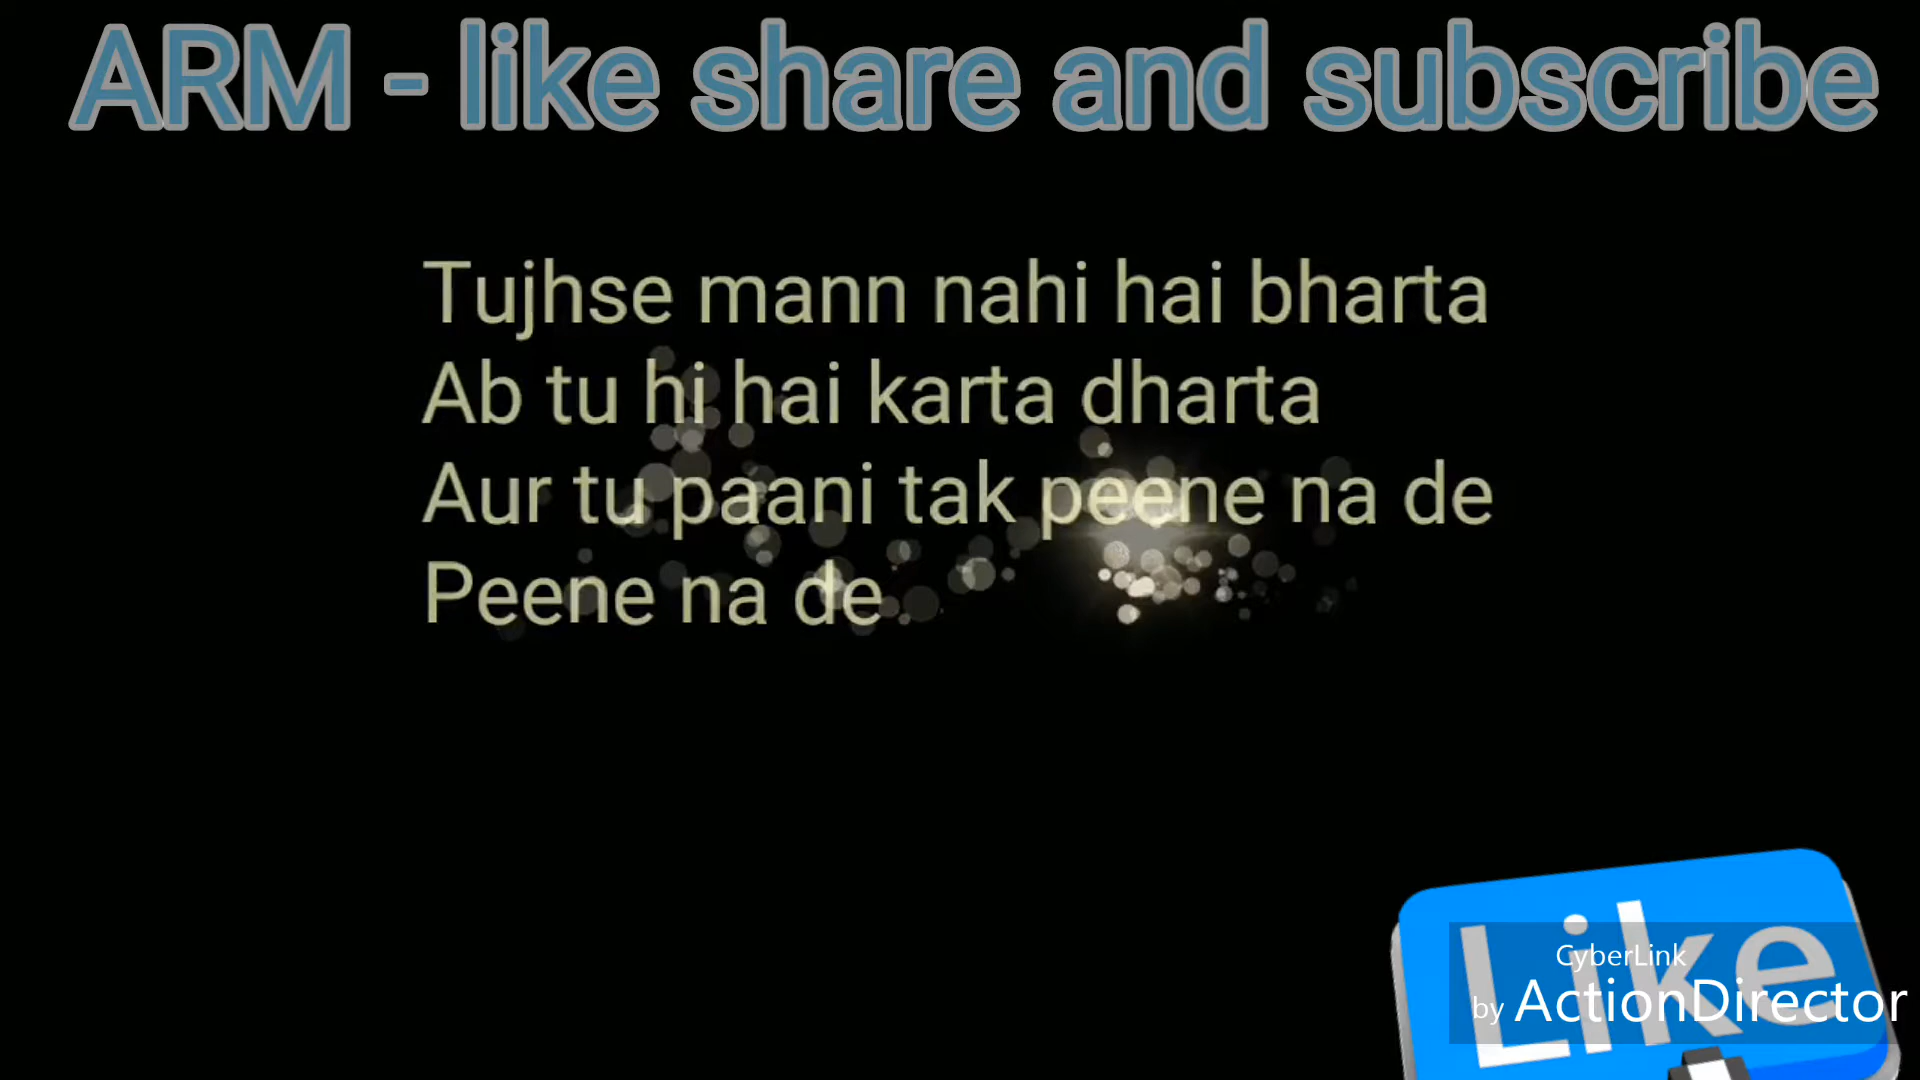 ARM - like share and subscribe
Tujhse mann nahi hai bharta
Ab tu hi hai karta dharta
Aur tu paani tak peene na de
Peene na de
Like
CyberLink
by ActionDirector